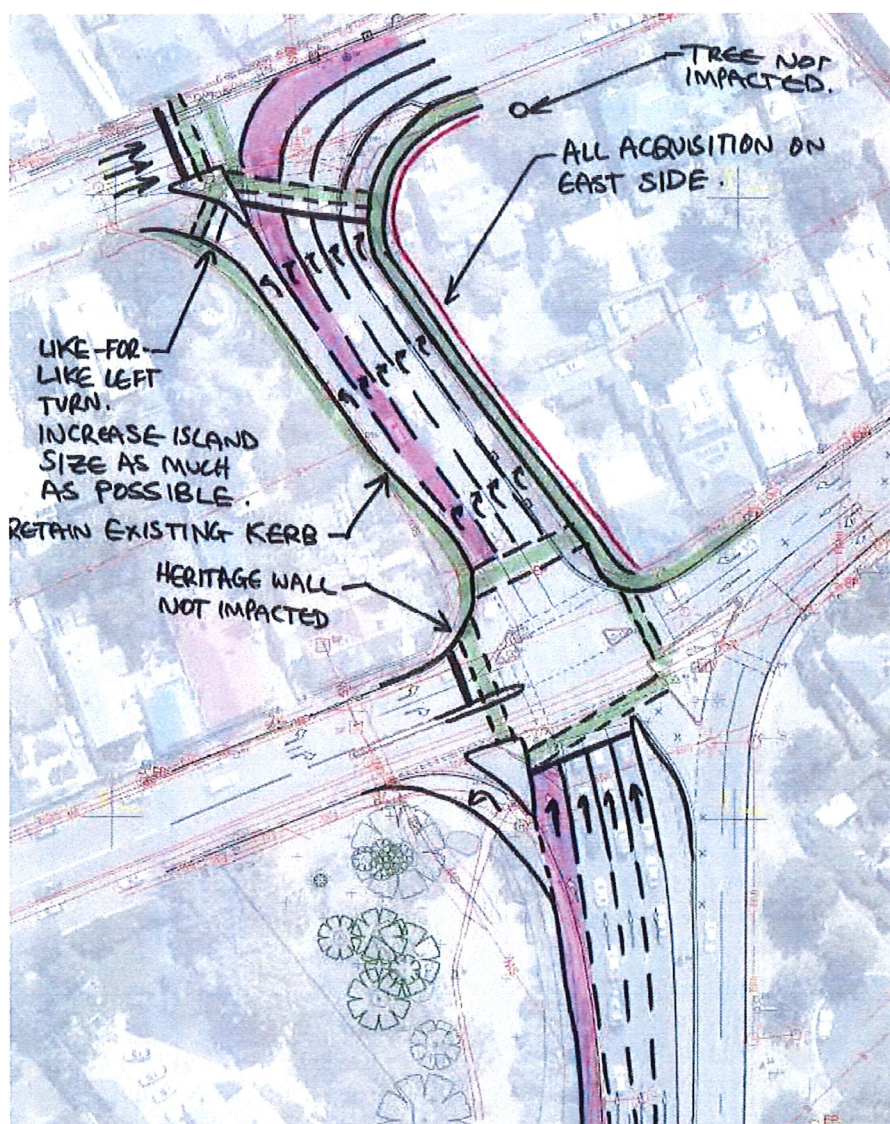 TREE NOT
IMPACTED.
ALL ACQUISITION ON
EAST SIDE.
LIKE-FOR-
LIKE LEFT
TURN.
INCREASE ISLAND
SIZE AS MUCH
AS POSSIBLE.
RETAIN EXISTING KERB
HERITAGE WALL
NOT IMPACTED